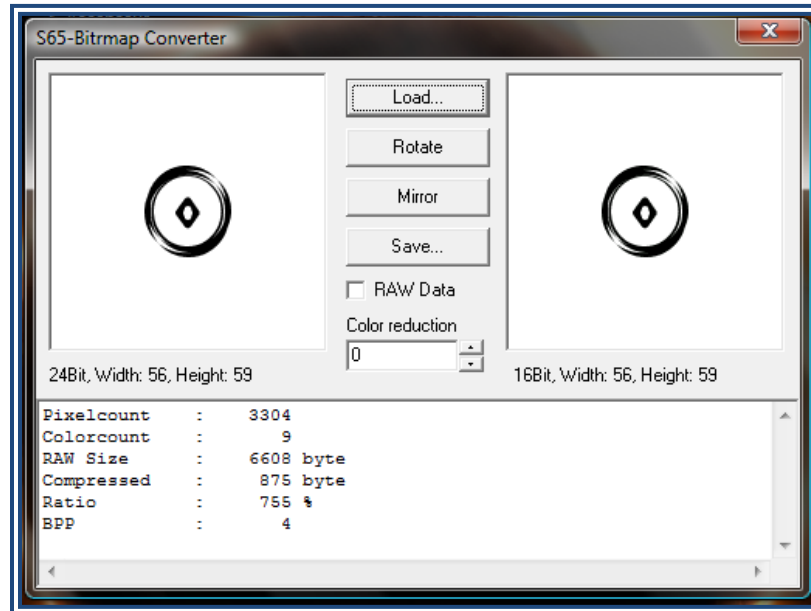 S65-Bitrmap Converter
Load...
Rotate
Mirror
Save...
RAW Data
Color reduction
0
24Bit, Width: 56, Height: 59
16Bit, Width: 56, Height: 59
Pixelcount : 3304
Colorcount : 9
RAW Size : 6608 byte
Compressed : 875 byte
Ratio : 755 %
BPP : 4